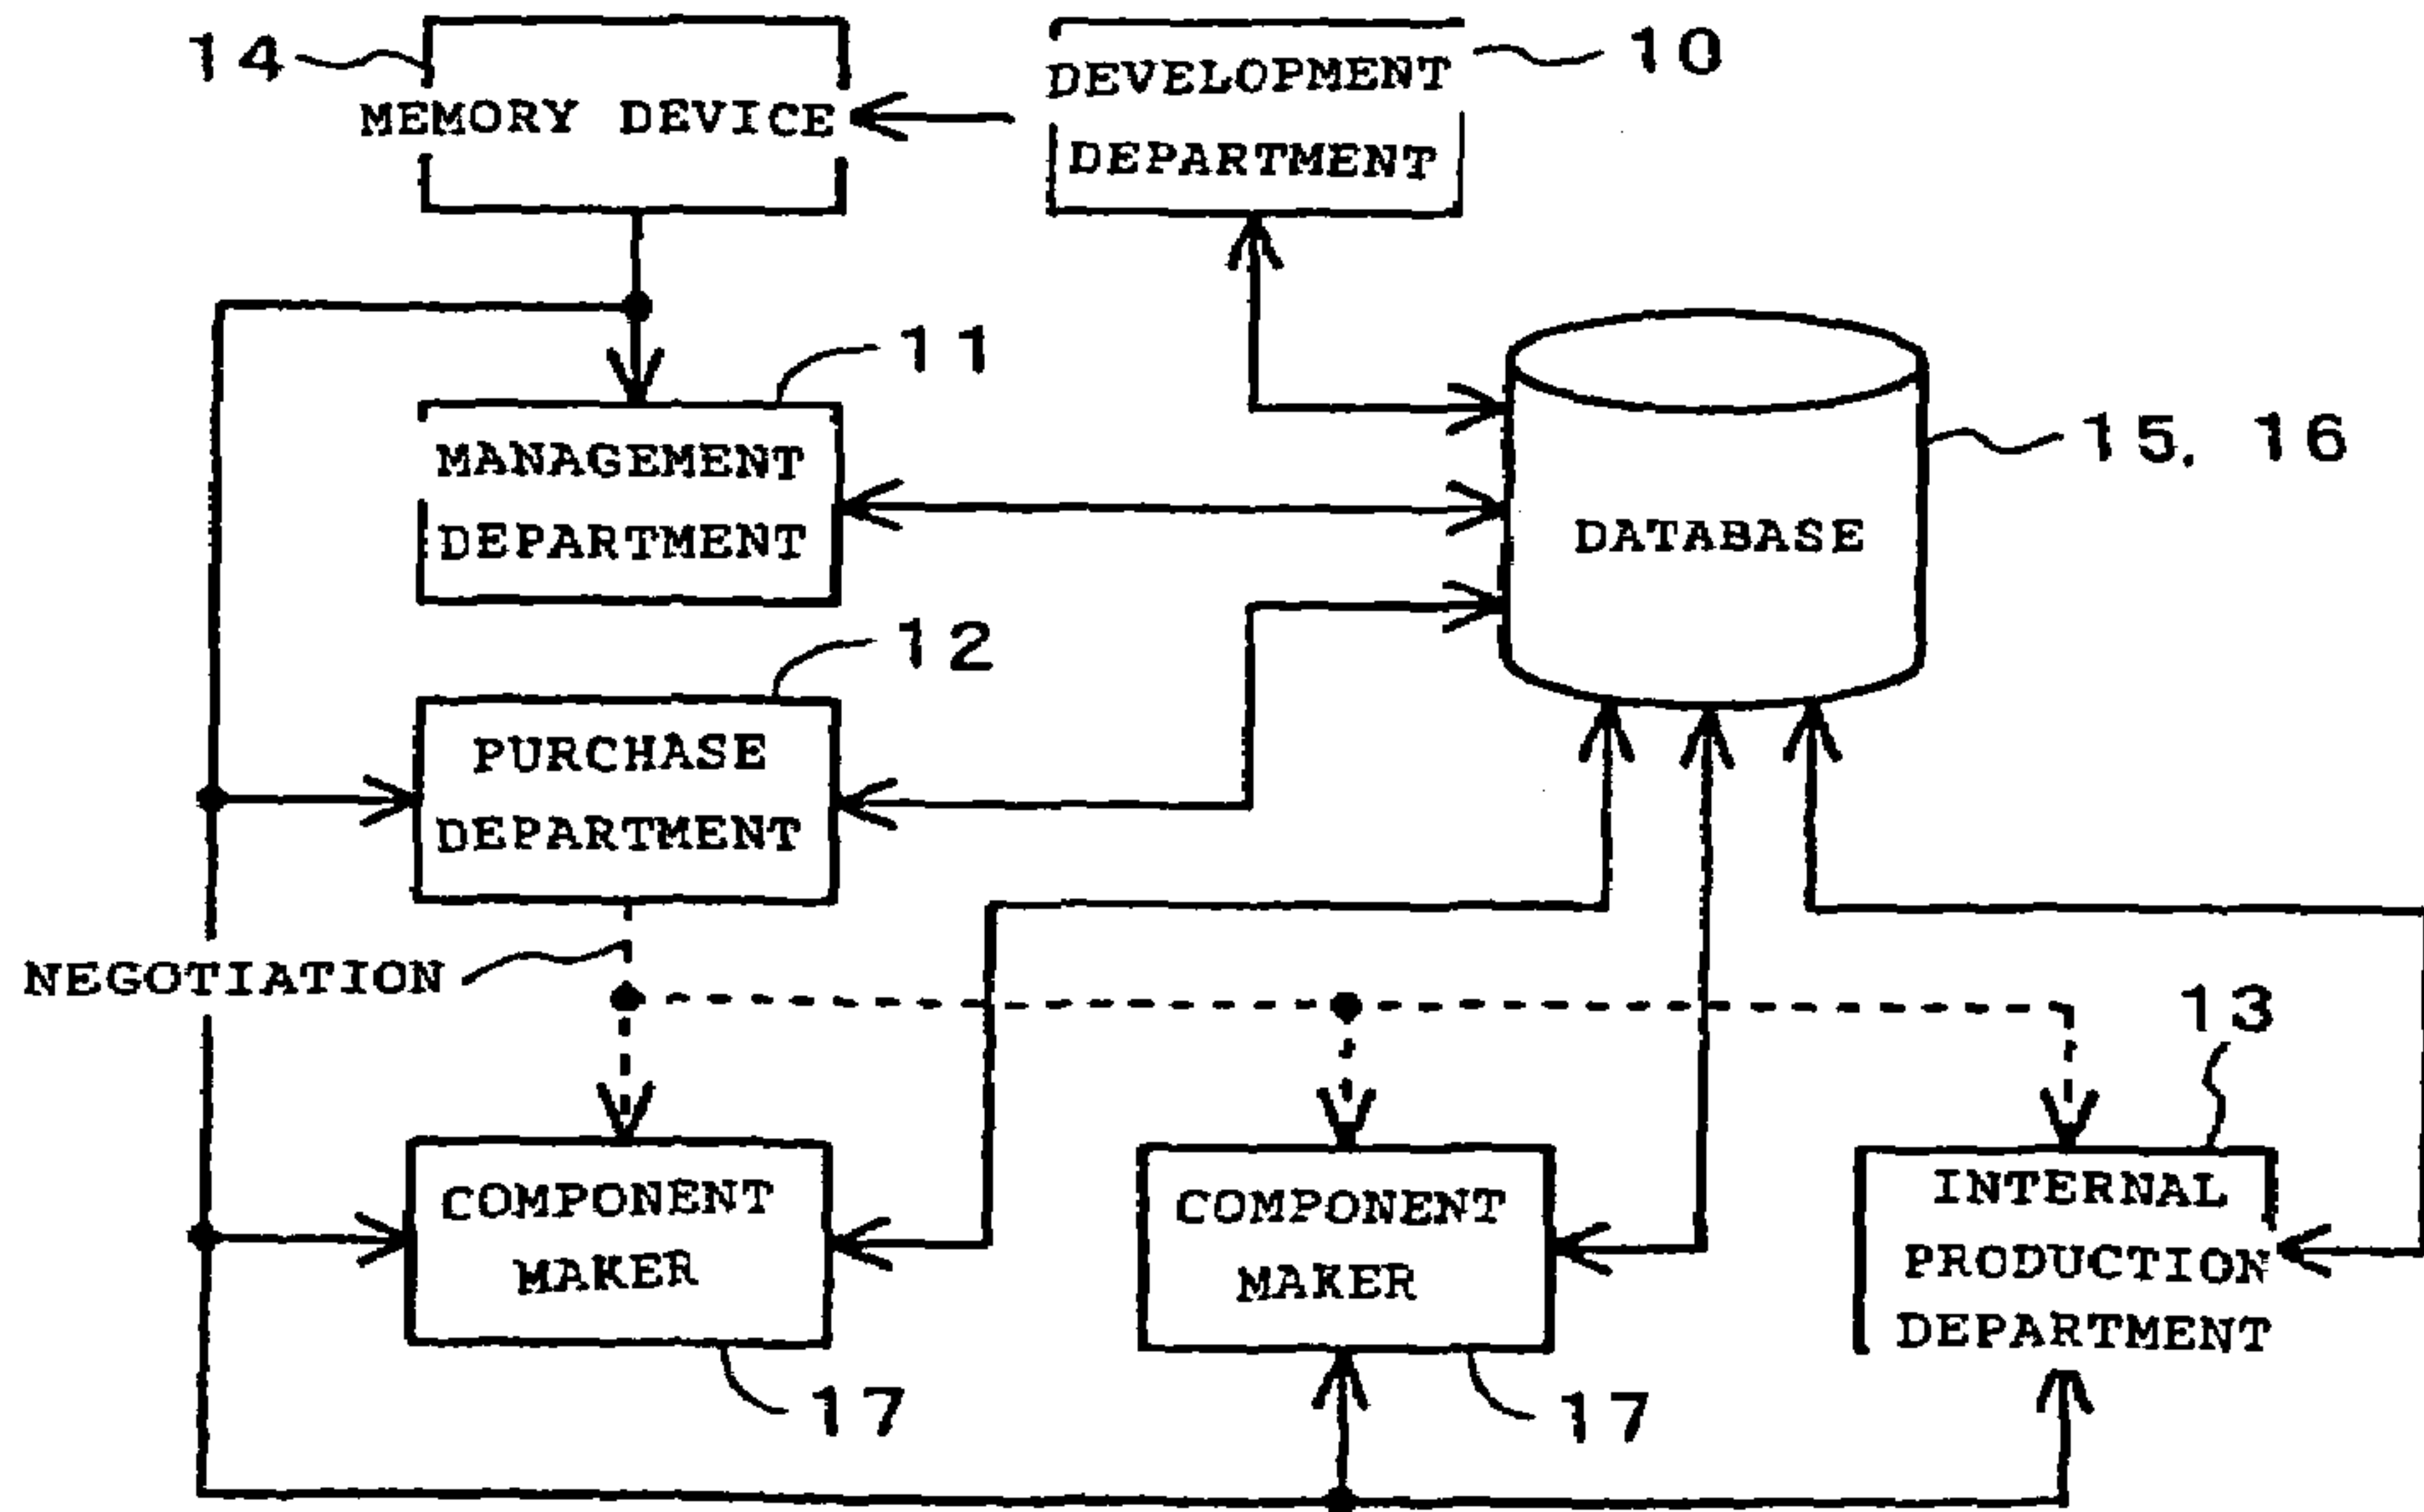 14
MEMORY DEVICE
DEVELOPMENT
DEPARTMENT
10
11
MANAGEMENT
DEPARTMENT
15, 16
DATABASE
12
PURCHASE
DEPARTMENT
NEGOTIATION
13
COMPONENT
MAKER
17
COMPONENT
MAKER
17
INTERNAL
PRODUCTION
DEPARTMENT